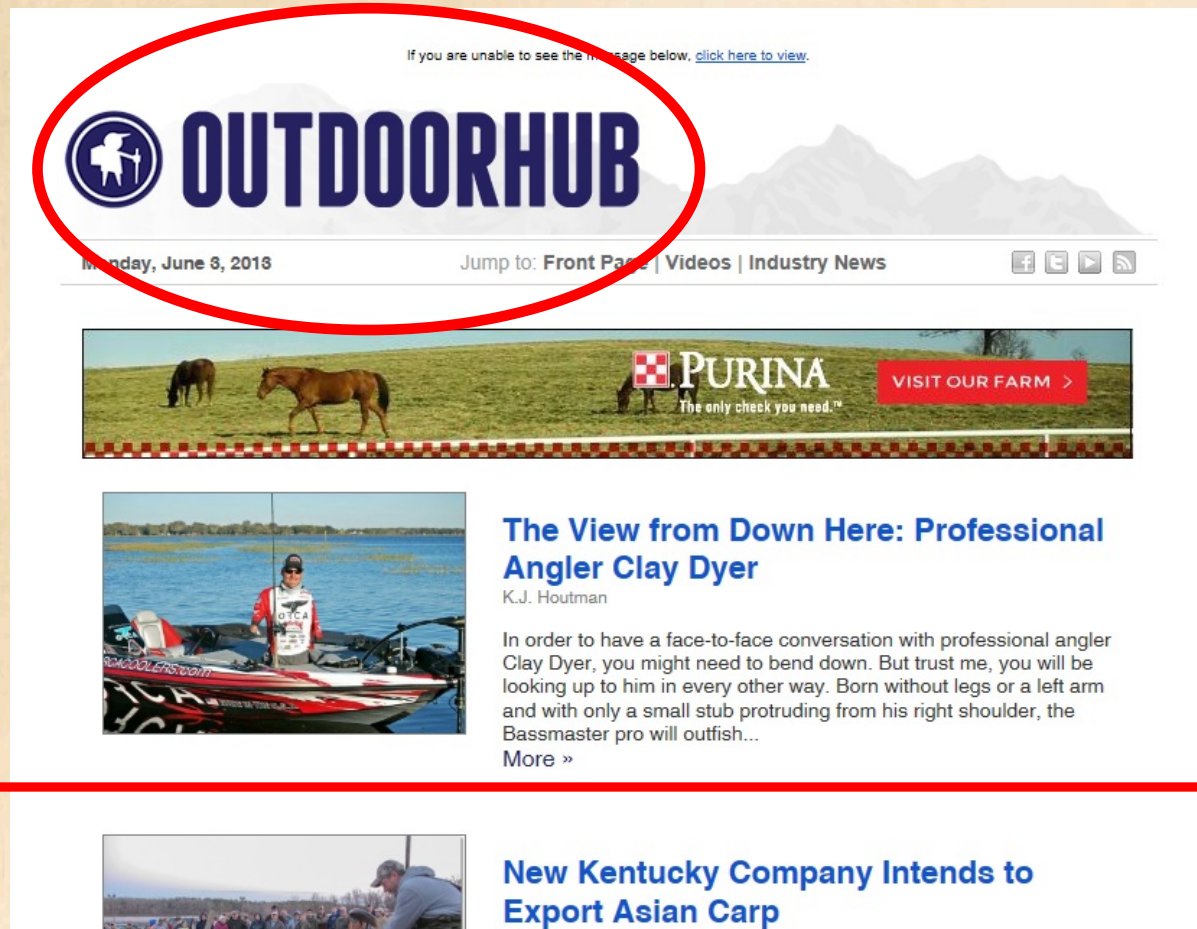 If you are unable to see the message below, click here to view.
OUTDOORHUB
Monday, June 3, 2013
Jump to: Front Page | Videos | Industry News
PURINA
The only check you need.™
VISIT OUR FARM >
ORCA
The View from Down Here: Professional
Angler Clay Dyer
K.J. Houtman
In order to have a face-to-face conversation with professional angler
Clay Dyer, you might need to bend down. But trust me, you will be
looking up to him in every other way. Born without legs or a left arm
and with only a small stub protruding from his right shoulder, the
Bassmaster pro will outfish...
More »
New Kentucky Company Intends to
Export Asian Carp